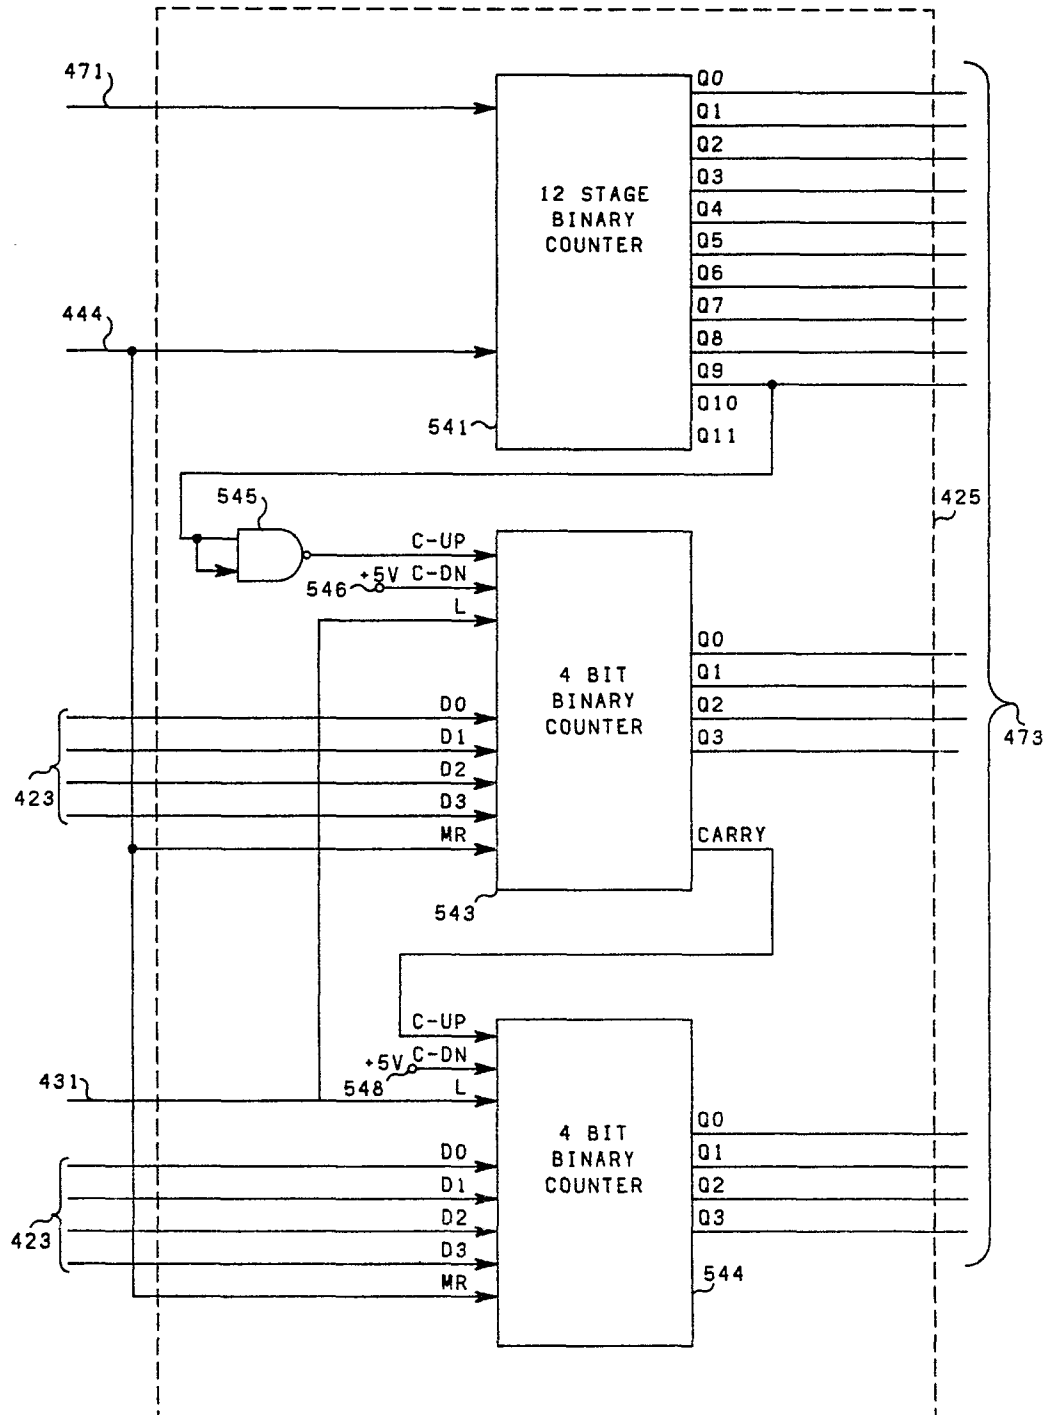 471
Q0
Q1
Q2
Q3
12 STAGE
BINARY
COUNTER
Q4
Q5
Q6
Q7
444
Q8
Q9
Q10
541
Q11
545
425
C-UP
+5V C-DN
546
L
4 BIT
BINARY
COUNTER
Q0
Q1
Q2
Q3
473
D0
D1
D2
D3
423
MR
CARRY
543
C-UP
+5V C-DN
548
431
L
4 BIT
BINARY
COUNTER
Q0
Q1
Q2
Q3
D0
D1
D2
D3
423
MR
544